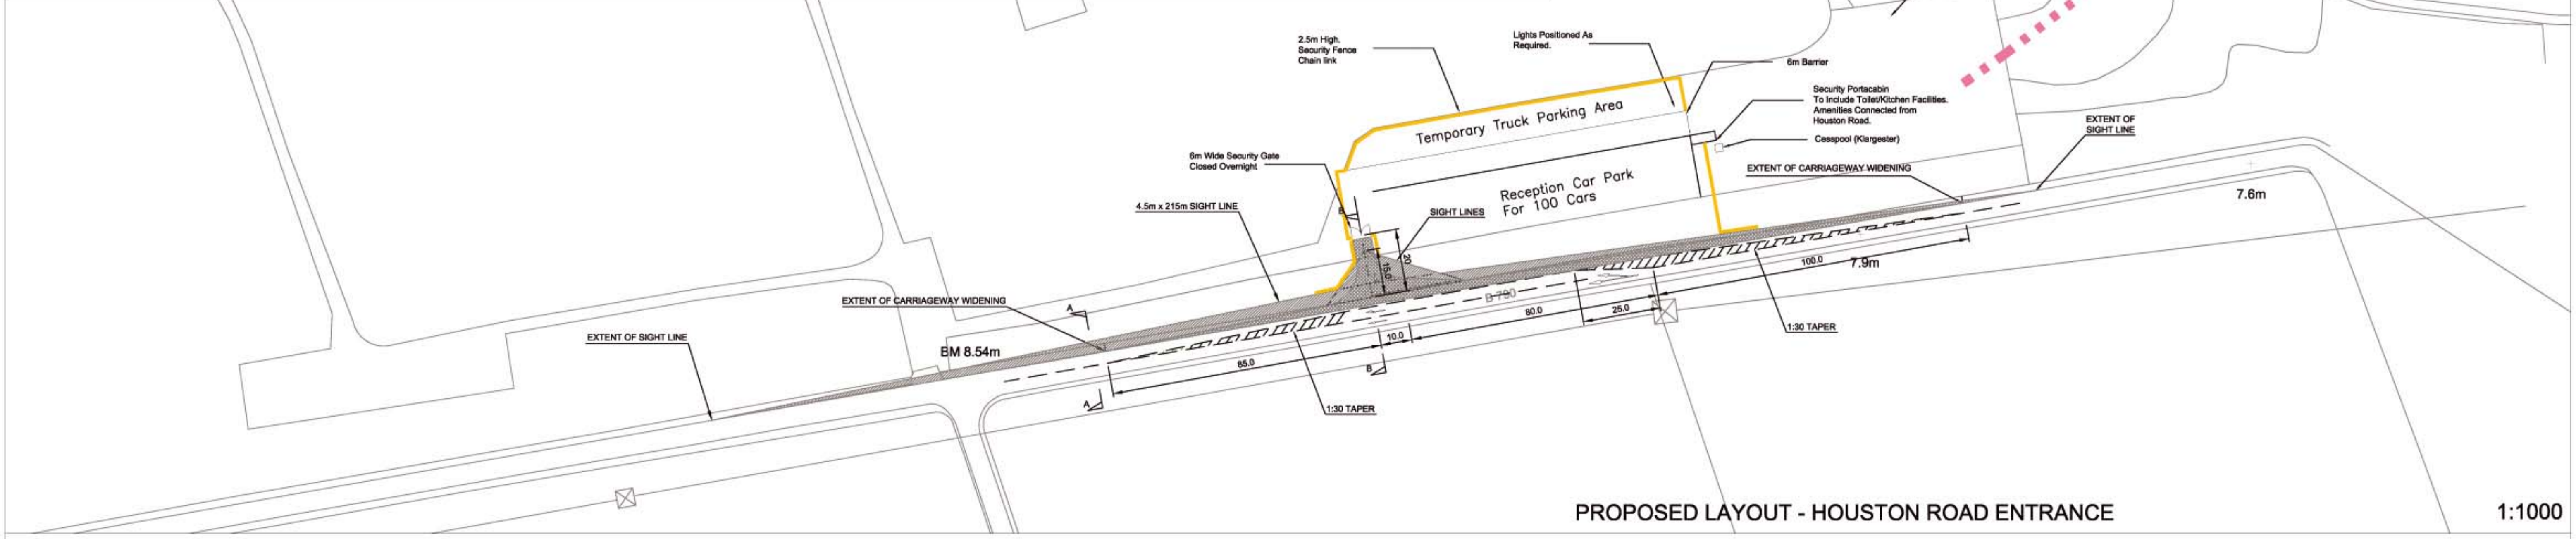 2.5m High.
Security Fence
Chain link
Lights Positioned As
Required.
6m Barrier
Security Portacabin
To Include Toilet/Kitchen Facilities.
Amenities Connected from
Houston Road.
Cesspool (Klargester)
EXTENT OF
SIGHT LINE
Temporary Truck Parking Area
6m Wide Security Gate
Closed Overnight
EXTENT OF CARRIAGEWAY WIDENING
Reception Car Park
For 100 Cars
4.5m x 215m SIGHT LINE
SIGHT LINES
B
7.6m
20
15.0
100.0
7.9m
EXTENT OF CARRIAGEWAY WIDENING
B 790
A
80.0
25.0
1:30 TAPER
EXTENT OF SIGHT LINE
BM 8.54m
10.0
85.0
B
A
1:30 TAPER
PROPOSED LAYOUT - HOUSTON ROAD ENTRANCE
1:1000